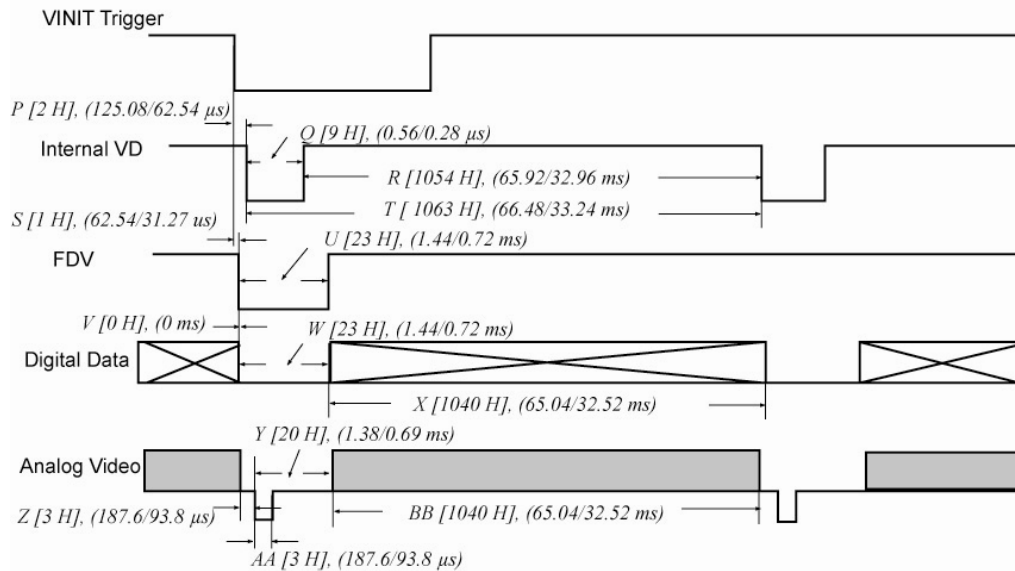 VINIT Trigger
P [2 H], (125.08/62.54 µs)
Q [9 H], (0.56/0.28 µs)
Internal VD
R [1054 H], (65.92/32.96 ms)
T [ 1063 H], (66.48/33.24 ms)
S [1 H], (62.54/31.27 us)
U [23 H], (1.44/0.72 ms)
FDV
V [0 H], (0 ms)
W [23 H], (1.44/0.72 ms)
Digital Data
X [1040 H], (65.04/32.52 ms)
Y [20 H], (1.38/0.69 ms)
Analog Video
Z [3 H], (187.6/93.8 µs)
BB [1040 H], (65.04/32.52 ms)
AA [3 H], (187.6/93.8 µs)